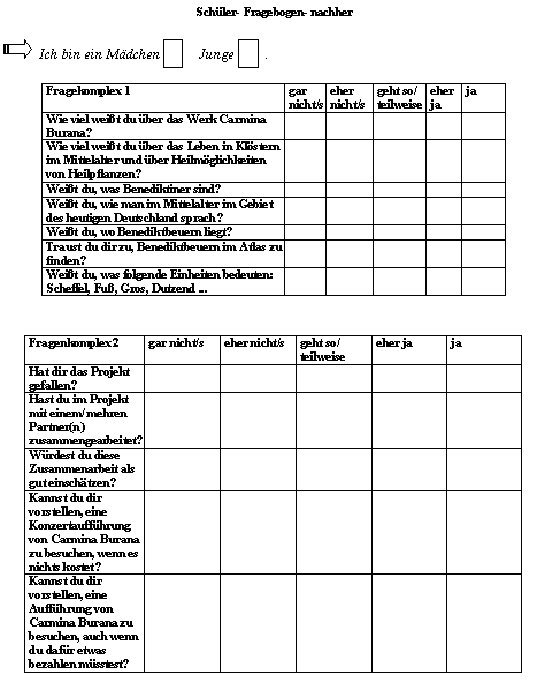 Schüler- Fragebogen- nachher
Ich bin ein Mädchen Junge .
Fragekomplex 1 gar nicht/s eher nicht/s geht so/ teilweise eher ja ja
Wie viel weißt du über das Werk Carmina
Burana?
Wie viel weißt du über das Leben in Klöstern
im Mittelalter und über Heilmöglichkeiten
von Heilpflanzen?
Weißt du, was Benediktiner sind?
Weißt du, wie man im Mittelalter im Gebiet
des heutigen Deutschland sprach?
Weißt du, wo Benediktbeuern liegt?
Traust du dir zu, Benediktbeuern im Atlas zu
finden?
Weißt du, was folgende Einheiten bedeuten:
Scheffel, Fuß, Gros, Dutzend ...
Fragenkomplex 2 gar nicht/s eher nicht/s geht so/ teilweise eher ja ja
Hat dir das Projekt
gefallen?
Hast du im Projekt
mit einem/mehren
Partner(n)
zusammengearbeitet?
Würdest du diese
Zusammenarbeit als
gut einschätzen?
Kannst du dir
vorstellen, eine
Konzertaufführung
von Carmina Burana
zu besuchen, wenn es
nichts kostet?
Kannst du dir
vorstellen, eine
Aufführung von
Carmina Burana zu
besuchen, auch wenn
du dafür etwas
bezahlen müsstest?